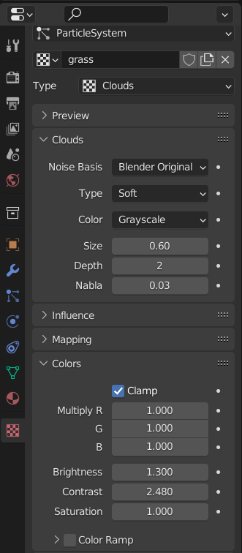 ParticleSystem
grass
Type Clouds
Preview
Clouds
Noise Basis Blender Original
Type Soft
Color Grayscale
Size 0.60
Depth 2
Nabla 0.03
Influence
Mapping
Colors
Clamp
Multiply R 1.000
G 1.000
B 1.000
Brightness 1.300
Contrast 2.480
Saturation 1.000
Color Ramp